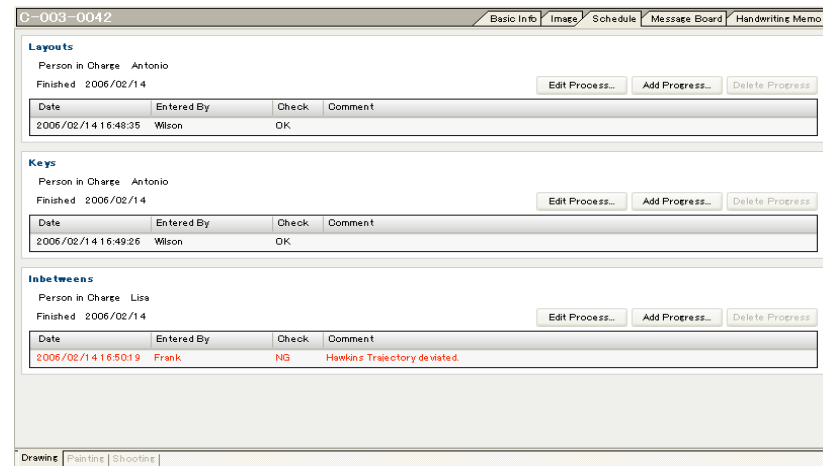 C-003-0042
Basic Info Image Schedule Message Board Handwriting Memo
Layouts
Person in Charge Antonio
Finished 2006/02/14
Edit Process... Add Progress... Delete Progress
Date Entered By Check Comment
2006/02/14 16:48:35 Wilson OK
Keys
Person in Charge Antonio
Finished 2006/02/14
Edit Process... Add Progress... Delete Progress
Date Entered By Check Comment
2006/02/14 16:49:26 Wilson OK
Inbetweens
Person in Charge Lisa
Finished 2006/02/14
Edit Process... Add Progress... Delete Progress
Date Entered By Check Comment
2006/02/14 16:50:19 Frank NG Hawkins Trajectory deviated.
Drawing Painting Shooting